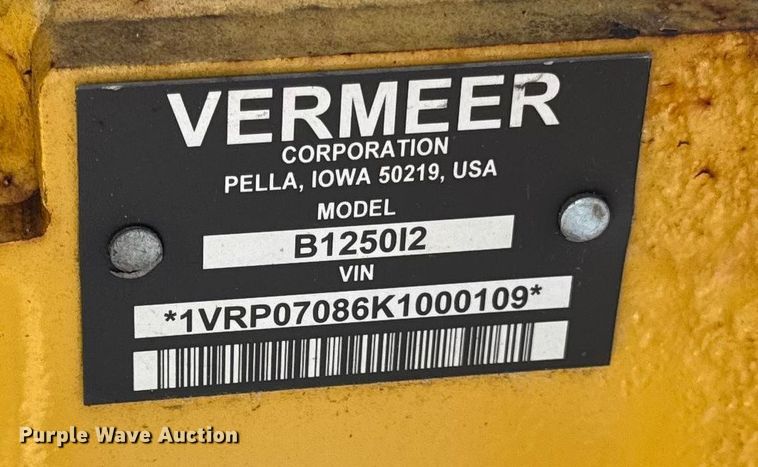 VERMEER
CORPORATION
PELLA, IOWA 50219, USA
MODEL
B1250I2
VIN
*1VRP07086K1000109*
Purple Wave Auction